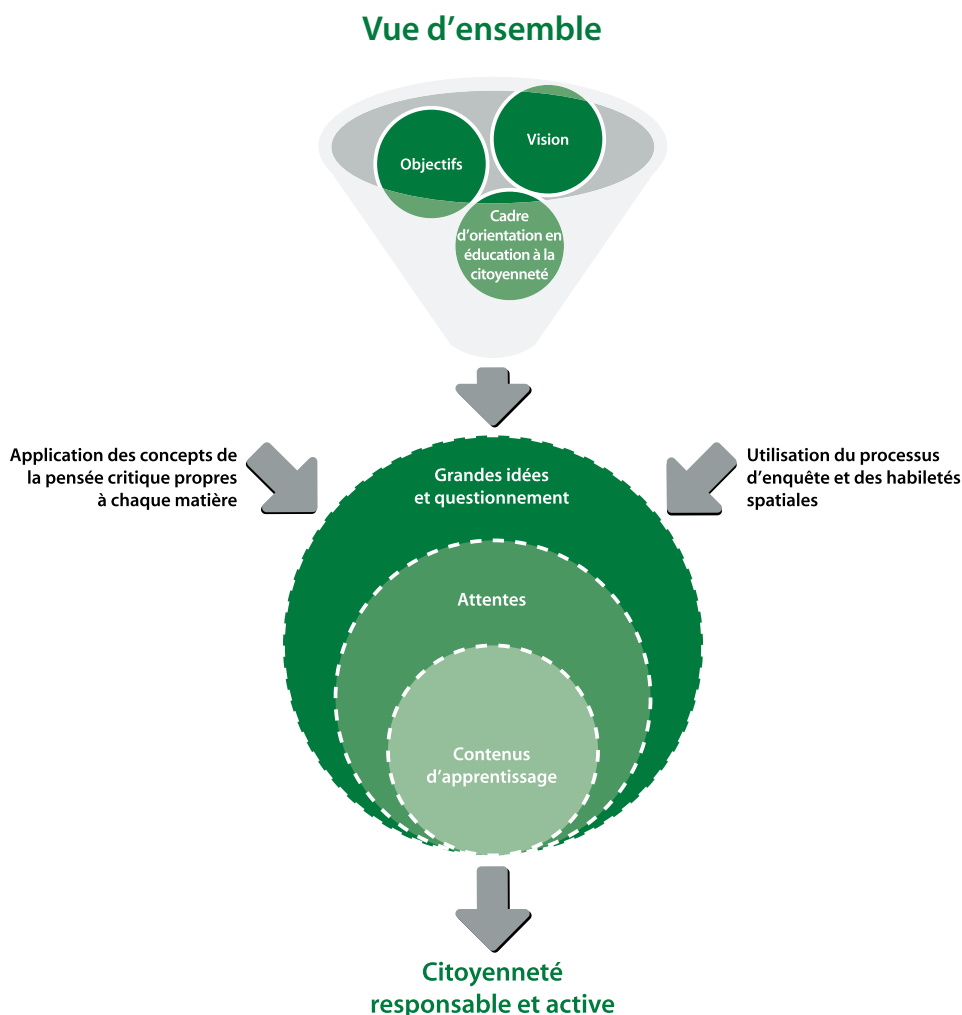 Vue d’ensemble
Objectifs
Vision
Cadre
d’orientation en
éducation à la
citoyenneté
Application des concepts de
la pensée critique propres
à chaque matière
Grandes idées
et questionnement
Utilisation du processus
d’enquête et des habiletés
spatiales
Attentes
Contenus
d’apprentissage
Citoyenneté
responsable et active